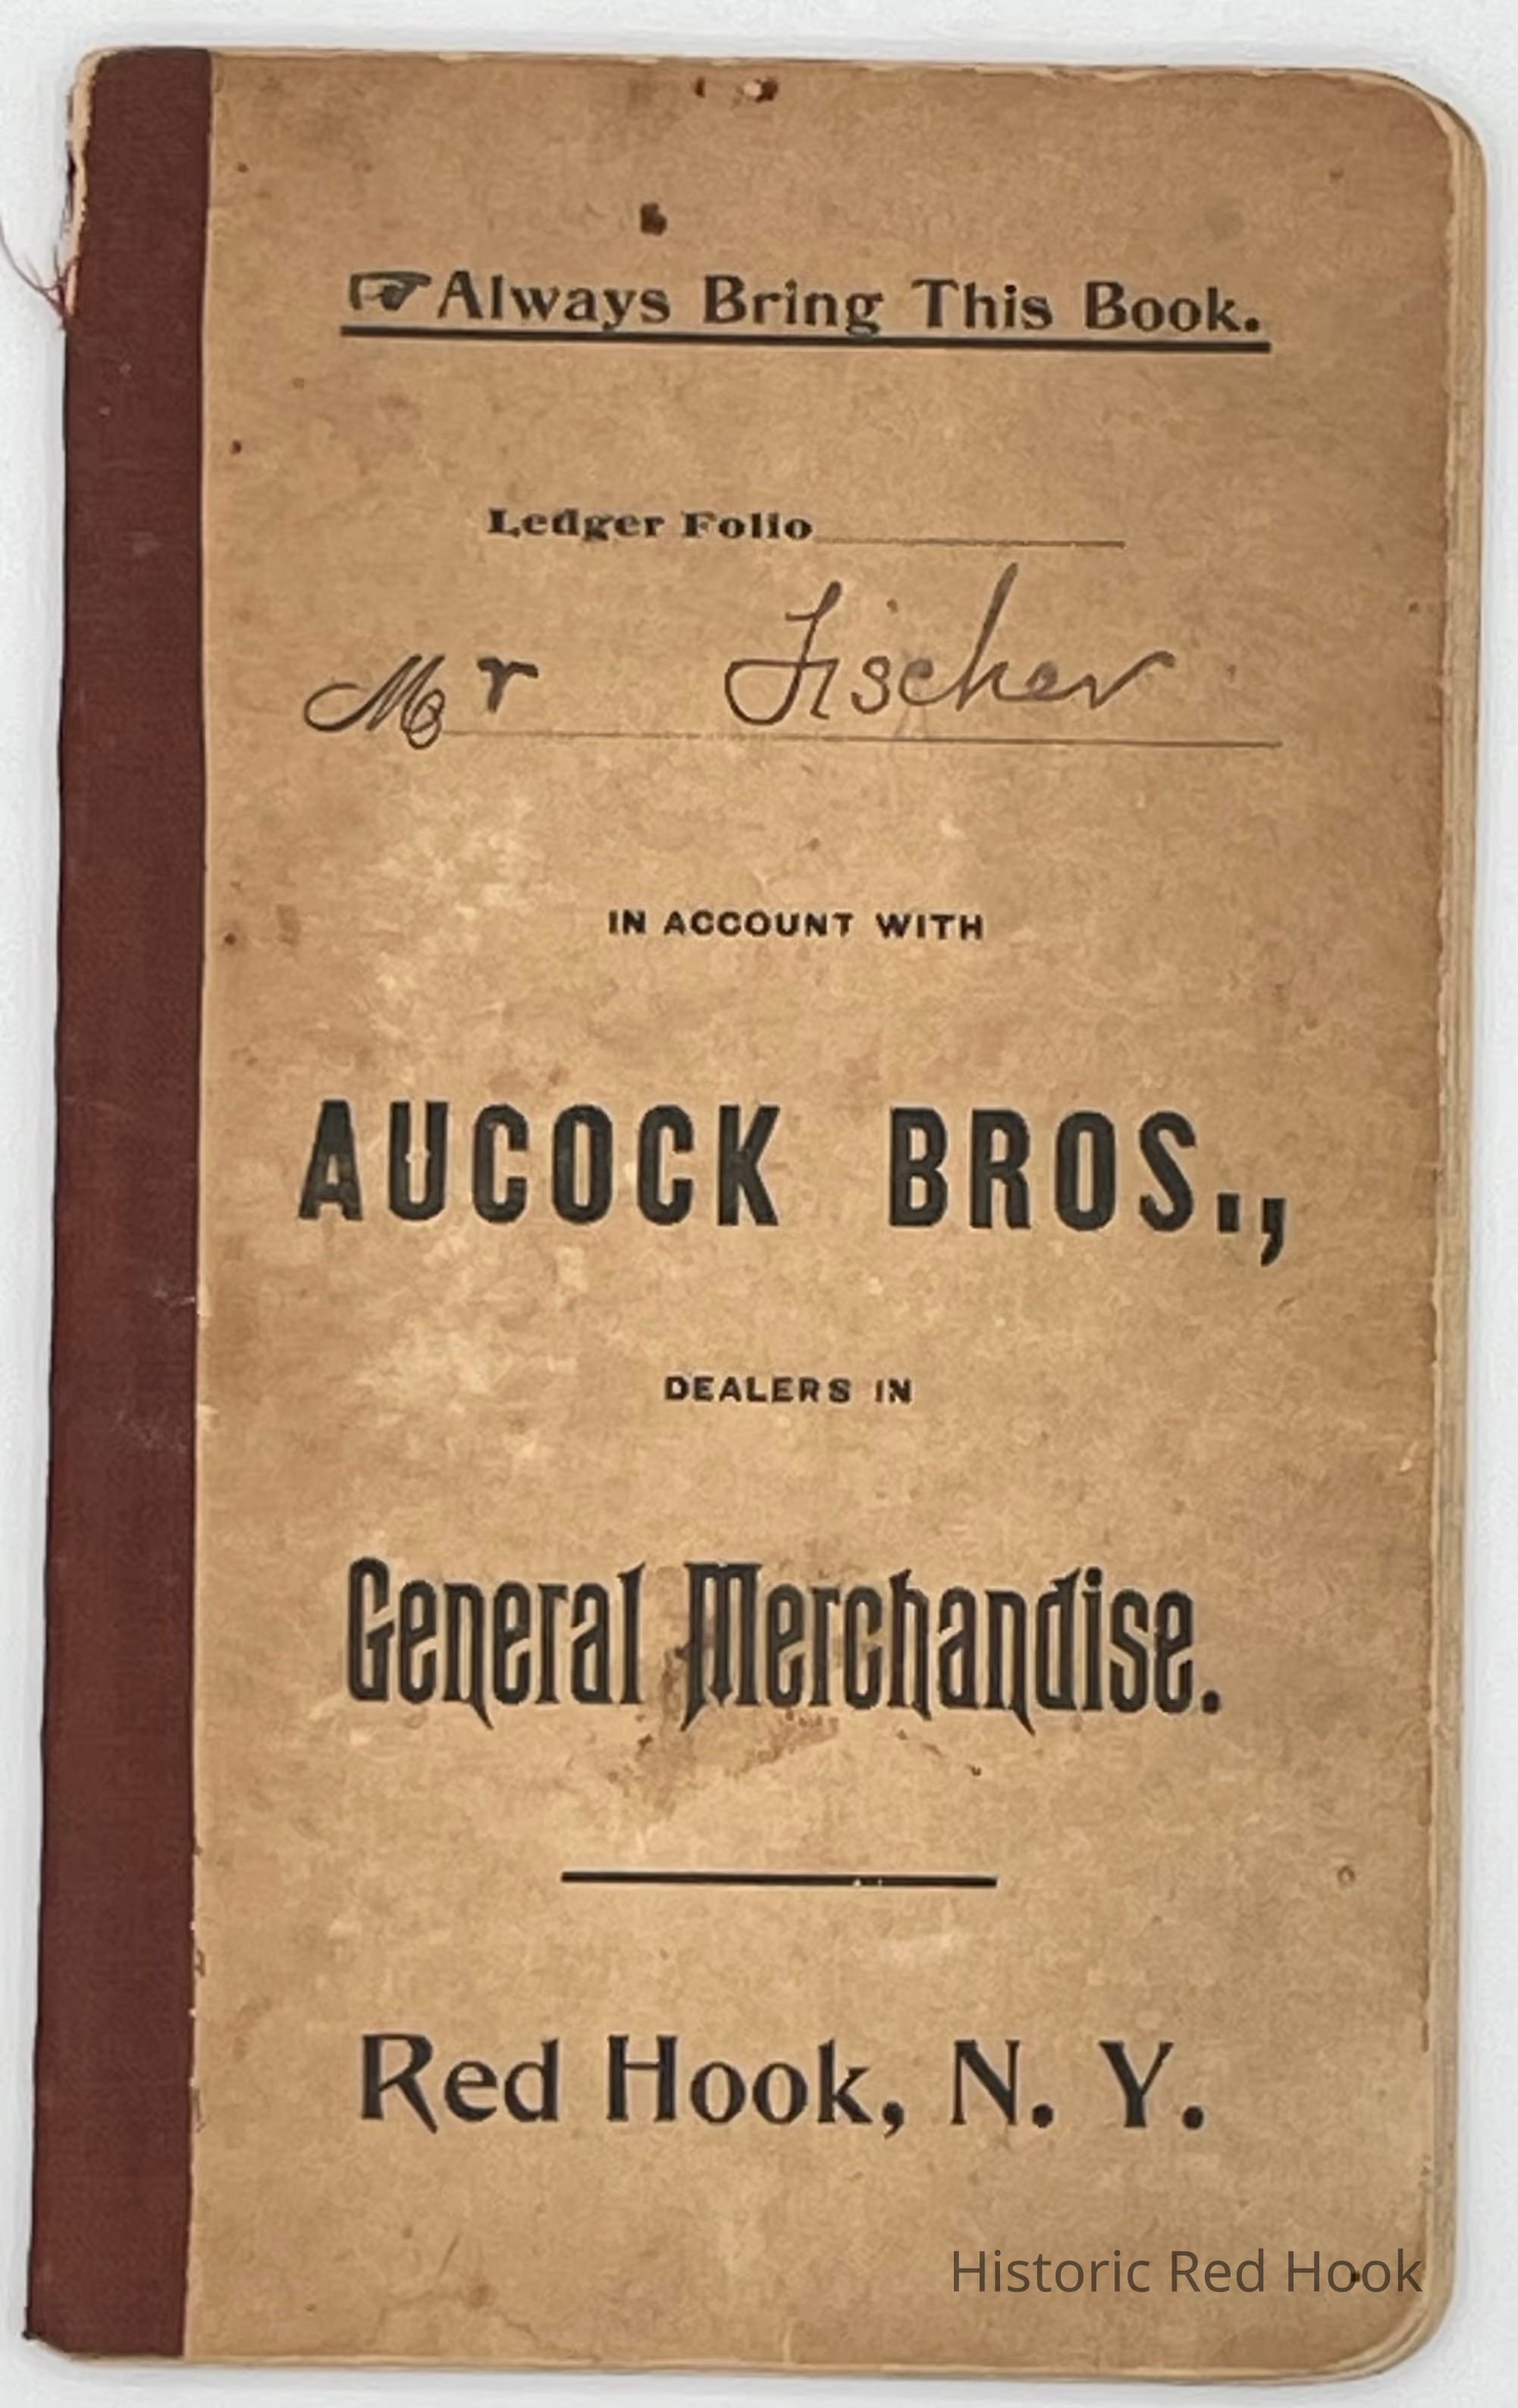 ☞Always Bring This Book.
Ledger Folio
Mr Fischer
IN ACCOUNT WITH
AUCOCK BROS.,
DEALERS IN
General Merchandise.
Red Hook, N. Y.
Historic Red Hook